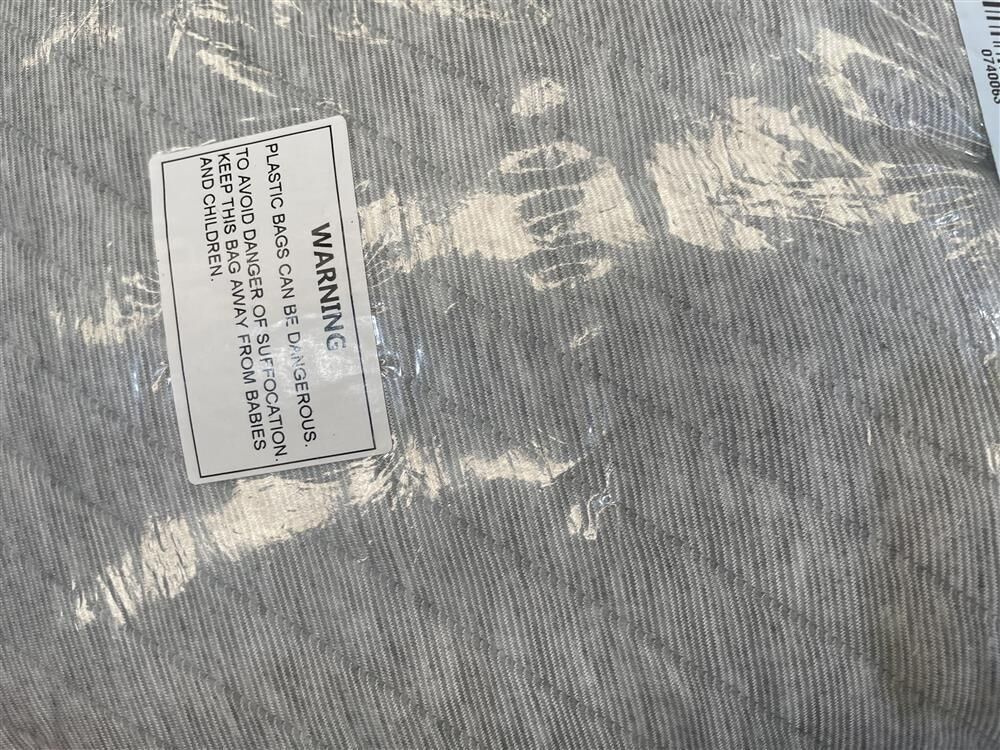 WARNING
PLASTIC BAGS CAN BE DANGEROUS.
TO AVOID DANGER OF SUFFOCATION.
KEEP THIS BAG AWAY FROM BABIES
AND CHILDREN.
0740063